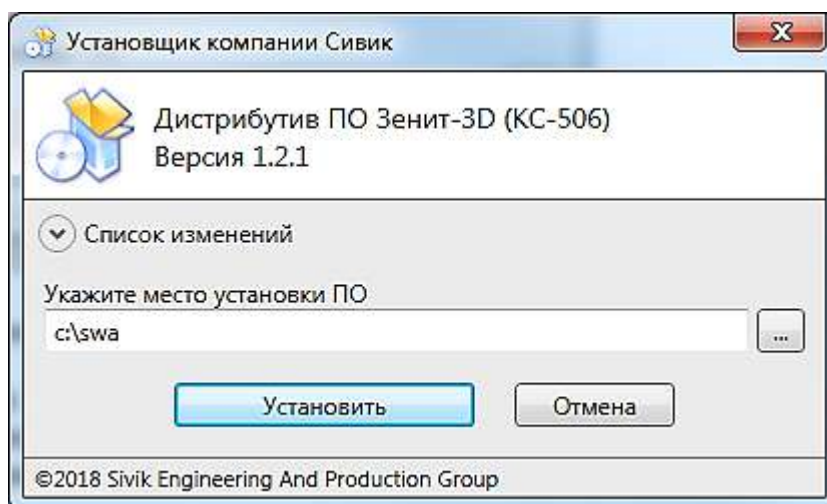 Установщик компании Сивик
Дистрибутив ПО Зенит-3D (КС-506)
Версия 1.2.1
Список изменений
Укажите место установки ПО
c:\swa
...
Установить
Отмена
©2018 Sivik Engineering And Production Group